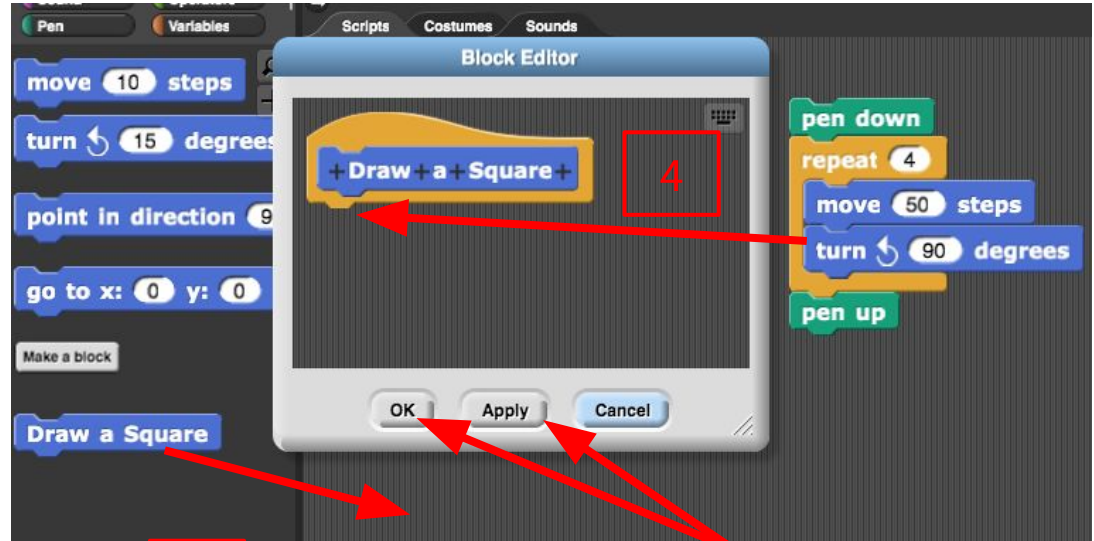 Pen Variables
Scripts Costumes Sounds
move 10 steps
turn 15 degrees
point in direction 9
go to x: 0 y: 0
Make a block
Draw a Square
Block Editor
+Draw+a+Square+
4
OK Apply Cancel
pen down
repeat 4
move 50 steps
turn 90 degrees
pen up